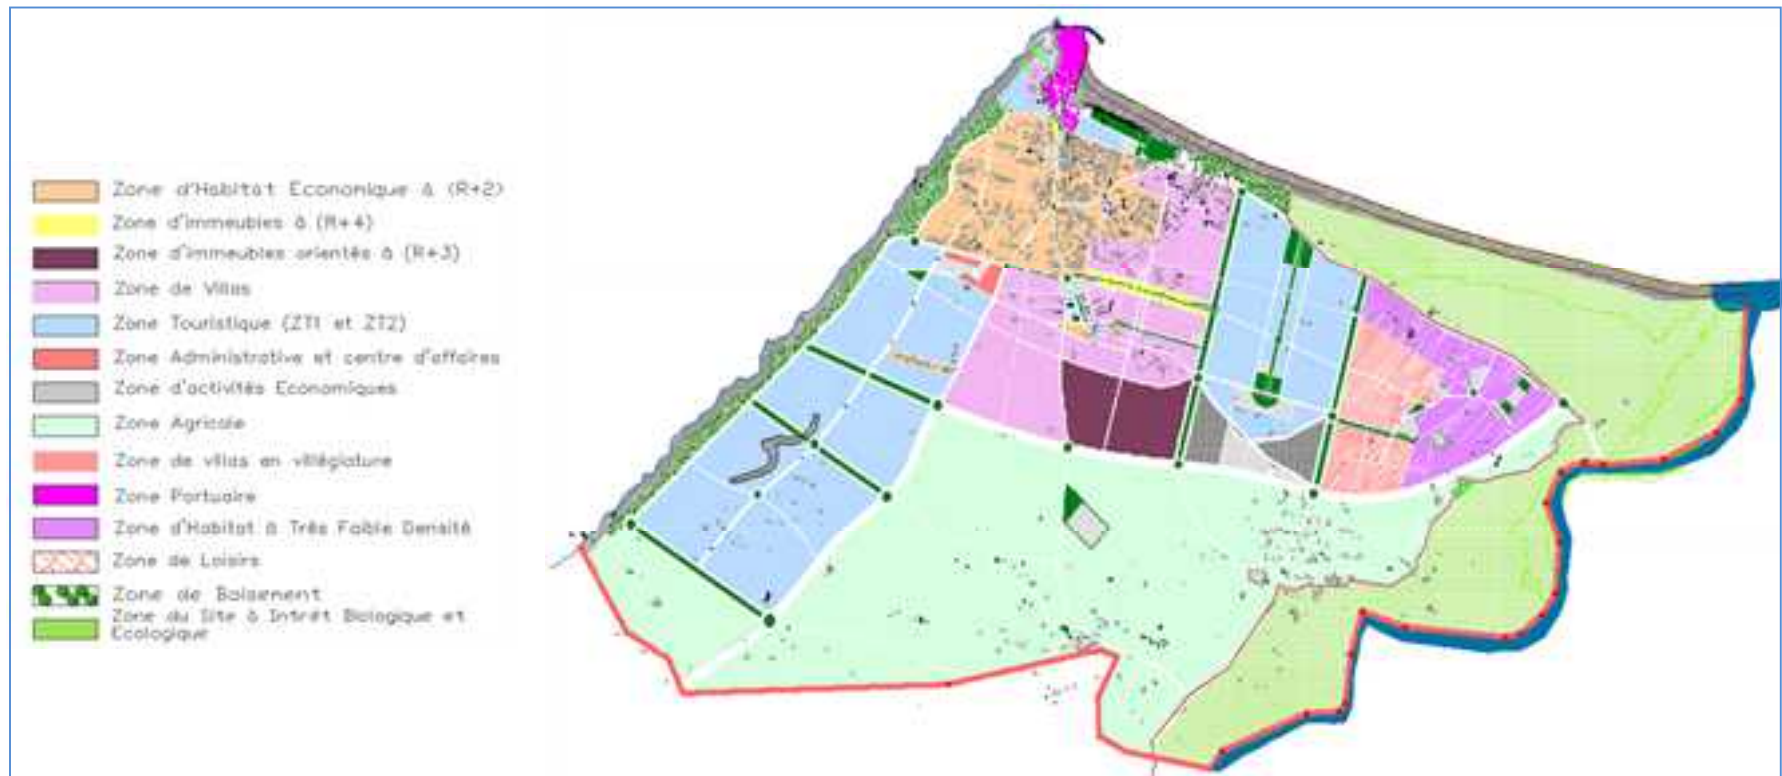 Zone d'Habitat Economique à (R+2)
Zone d'immeubles à (R+4)
Zone d'immeubles orientés à (R+3)
Zone de Villas
Zone Touristique (ZT1 et ZT2)
Zone Administrative et centre d'affaires
Zone d'activités Economiques
Zone Agricole
Zone de villas en villégiature
Zone Portuaire
Zone d'Habitat à Très Faible Densité
Zone de Loisirs
Zone de Boisement
Zone du Site à Intrét Biologique et
Ecologique